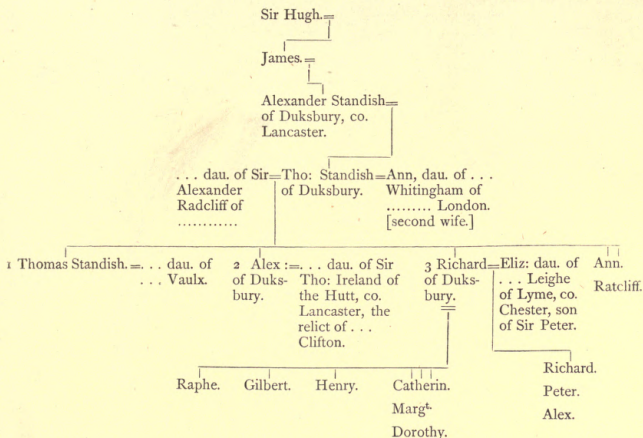 Sir Hugh.=
James.=
Alexander Standish=
of Duksbury, co.
Lancaster.
. . . dau. of Sir=Tho: Standish=Ann, dau. of . . .
Alexander
Radcliff of
. . . . . . . . . . . .
of Duksbury.
Whitingham of
. . . . . . . . . London.
[second wife.]
1 Thomas Standish.= . . . dau. of
. . . Vaulx.
2 Alex := . . . dau. of Sir
of Duks-
bury.
Tho: Ireland of
the Hutt, co.
Lancaster, the
relict of . . .
Clifton.
3 Richard=Eliz: dau. of
of Duks-
bury.
. . . Leighe
of Lyme, co.
Chester, son
of Sir Peter.
Ann.
Ratcliff.
Raphe.
Gilbert.
Henry.
Catherin.
Margt.
Dorothy.
Richard.
Peter.
Alex.